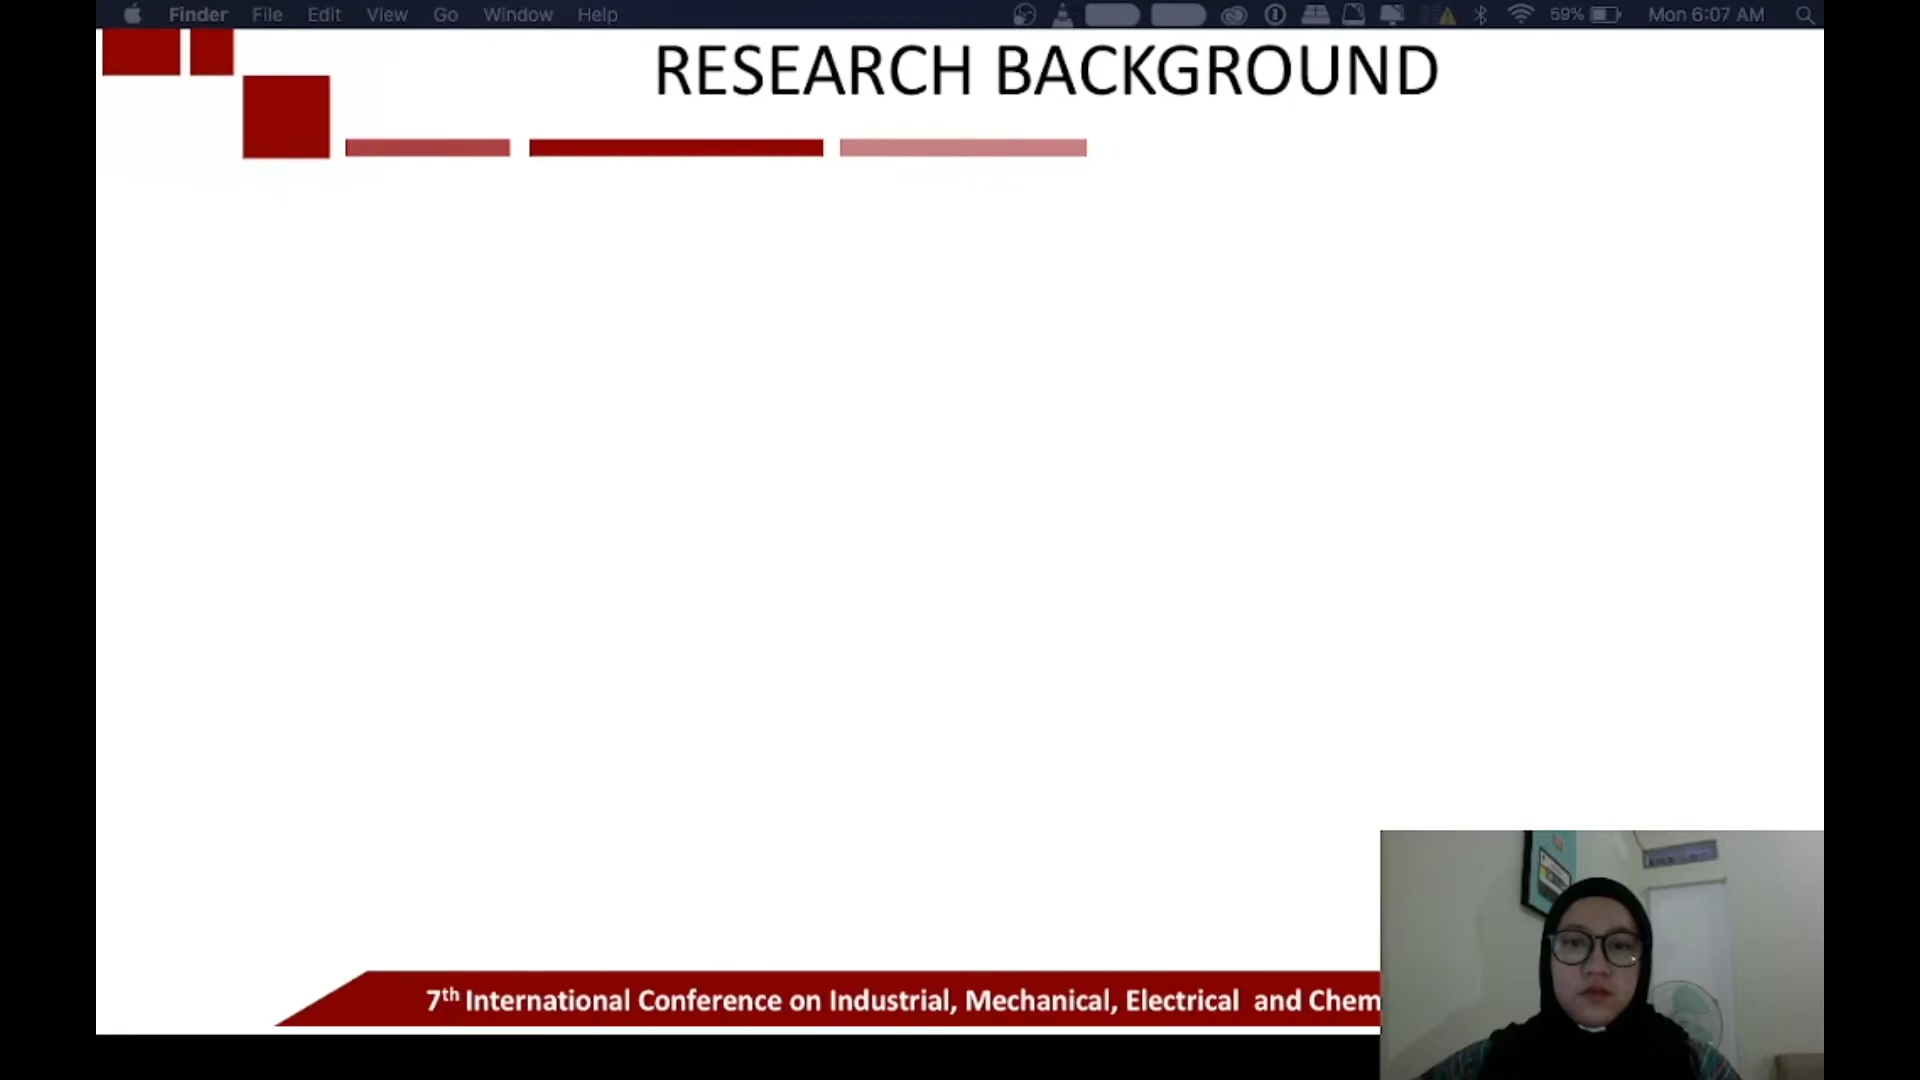 Finder File Edit View Go Window Help 59% Mon 6:07 AM
RESEARCH BACKGROUND
7th International Conference on Industrial, Mechanical, Electrical and Chem